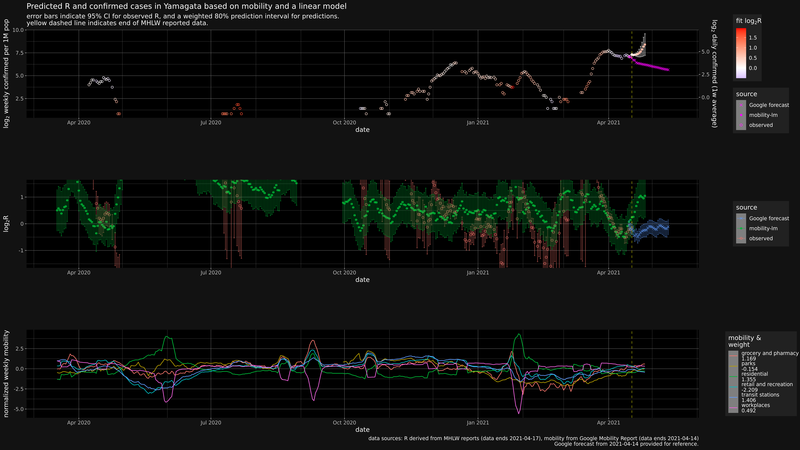 Predicted R and confirmed cases in Yamagata based on mobility and a linear model
error bars indicate 95% CI for observed R, and a weighted 80% prediction interval for predictions.
yellow dashed line indicates end of MHLW reported data.
log2 weekly confirmed per 1M pop
10.0
7.5
5.0
2.5
log2 daily confirmed (1w average)
5.0
2.5
0.0
Apr 2020
Jul 2020
Oct 2020
Jan 2021
Apr 2021
date
fit log2R
1.5
1.0
0.5
0.0
source
Google forecast
mobility-lm
observed
log2R
1
0
-1
Apr 2020
Jul 2020
Oct 2020
Jan 2021
Apr 2021
date
source
Google forecast
mobility-lm
observed
normalized weekly mobility
2.5
0.0
-2.5
-5.0
Apr 2020
Jul 2020
Oct 2020
Jan 2021
Apr 2021
date
mobility &
weight
grocery and pharmacy
1.169
parks
-0.154
residential
1.355
retail and recreation
-2.209
transit stations
1.406
workplaces
0.492
data sources: R derived from MHLW reports (data ends 2021-04-17), mobility from Google Mobility Report (data ends 2021-04-14)
Google forecast from 2021-04-14 provided for reference.